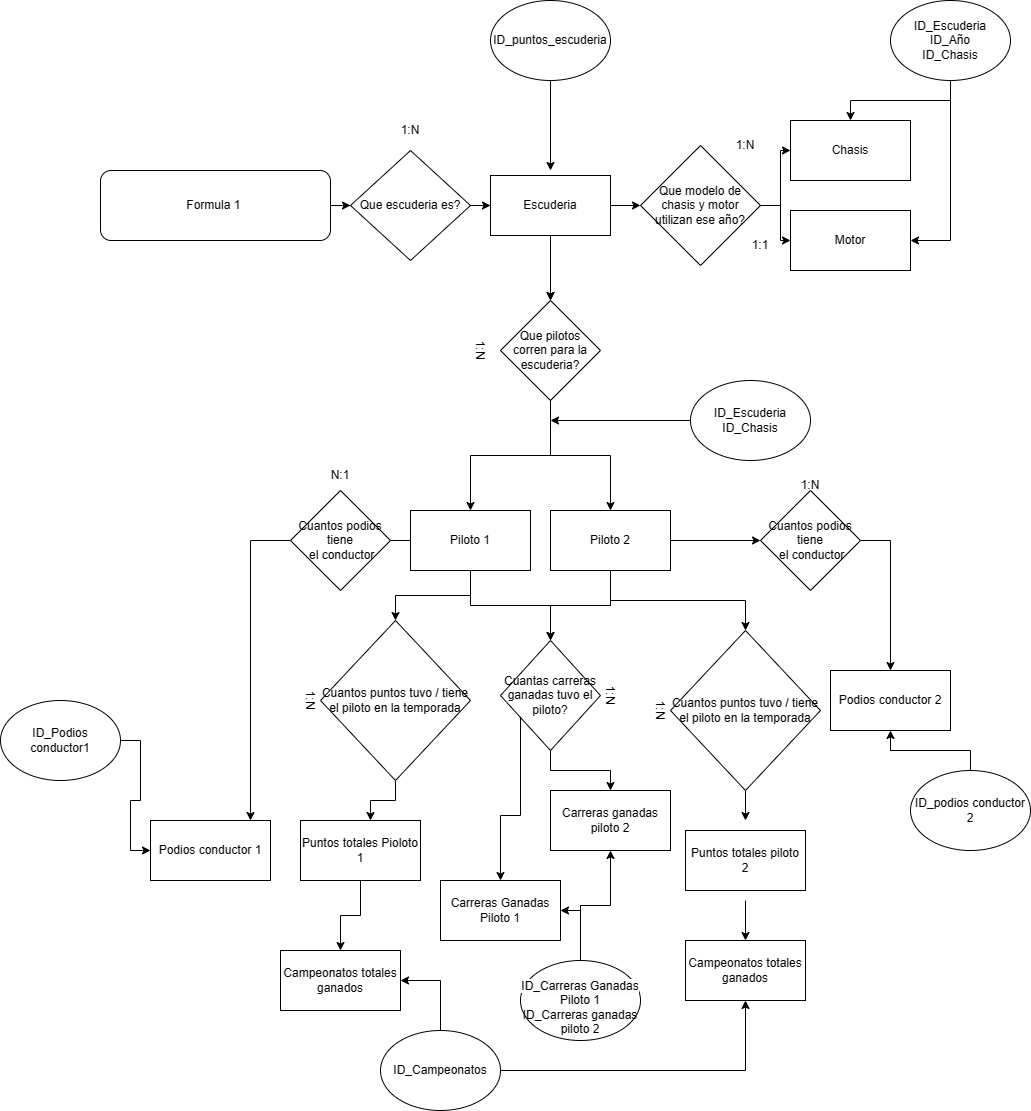 ID_puntos_escuderia
ID_Escuderia
ID_Año
ID_Chasis
1:N
1:N
Formula 1
Que escuderia es?
Escuderia
Que modelo de
chasis y motor
utilizan ese año?
Chasis
Motor
1:1
1:N
Que pilotos
corren para la
escuderia?
ID_Escuderia
ID_Chasis
N:1
1:N
Cuantos podios
tiene
el conductor
Piloto 1
Piloto 2
Cuantos podios
tiene
el conductor
1:N
Cuantos puntos tuvo / tiene
el piloto en la temporada
Cuantas carreras
ganadas tuvo el
piloto?
1:N
1:N
Cuantos puntos tuvo / tiene
el piloto en la temporada
Podios conductor 2
ID_Podios
conductor1
ID_podios conductor
2
Podios conductor 1
Puntos totales Pioloto
1
Carreras ganadas
piloto 2
Puntos totales piloto
2
Carreras Ganadas
Piloto 1
Campeonatos totales
ganados
ID_Carreras Ganadas
Piloto 1
ID_Carreras ganadas
piloto 2
Campeonatos totales
ganados
ID_Campeonatos